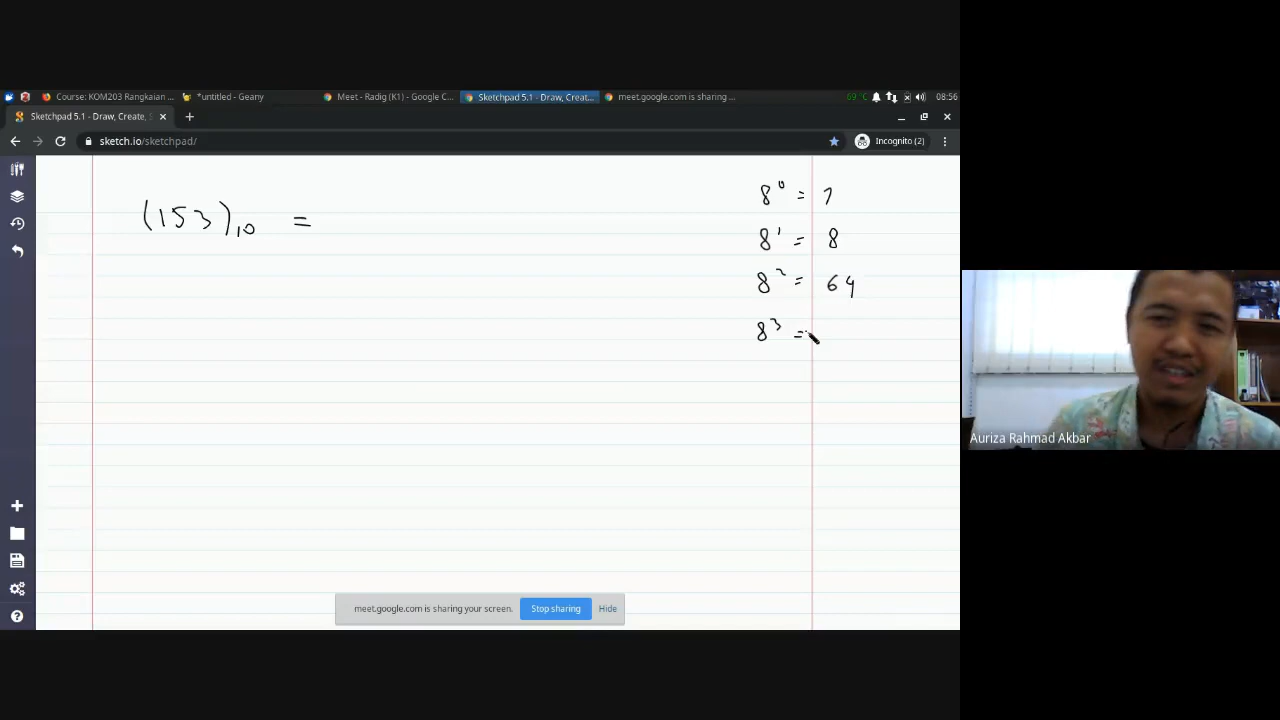 Course: KOM203 Rangkaian ...
*untitled - Geany
Meet - Radig (K1) - Google C...
Sketchpad 5.1 - Draw, Creat...
meet.google.com is sharing ...
69°C
08:56
Sketchpad 5.1 - Draw, Create, S
sketch.io/sketchpad/
Incognito (2)
(153)₁₀ =
8⁰ = 1
8¹ = 8
8² = 64
8³ =
Auriza Rahmad Akbar
meet.google.com is sharing your screen.
Stop sharing
Hide